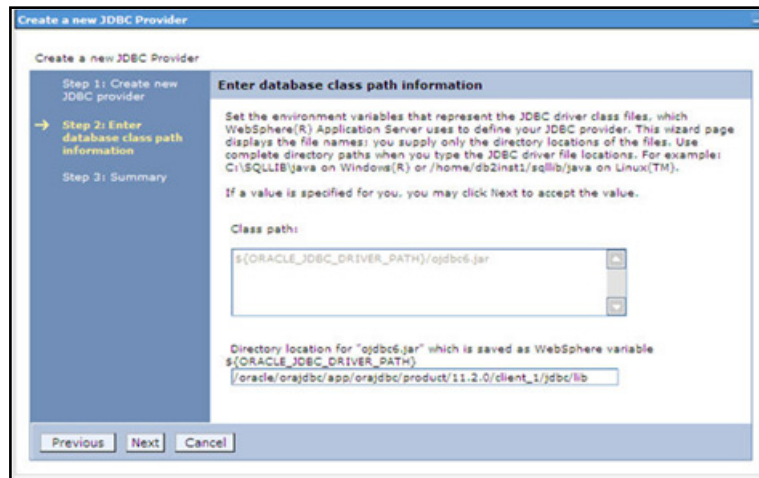 Create a new JDBC Provider
Create a new JDBC Provider
Step 1: Create new
JDBC provider
Step 2: Enter
database class path
information
Step 3: Summary
Enter database class path information
Set the environment variables that represent the JDBC driver class files, which
WebSphere(R) Application Server uses to define your JDBC provider. This wizard page
displays the file names; you supply only the directory locations of the files. Use
complete directory paths when you type the JDBC driver file locations. For example:
C:\SQLLIB\java on Windows(R) or /home/db2inst1/sqllib/java on Linux(TM).
If a value is specified for you, you may click Next to accept the value.
Class path:
${ORACLE_JDBC_DRIVER_PATH}/ojdbc6.jar
Directory location for "ojdbc6.jar" which is saved as WebSphere variable
${ORACLE_JDBC_DRIVER_PATH}
/oracle/orajdbc/app/orajdbc/product/11.2.0/client_1/jdbc/lib
Previous Next Cancel